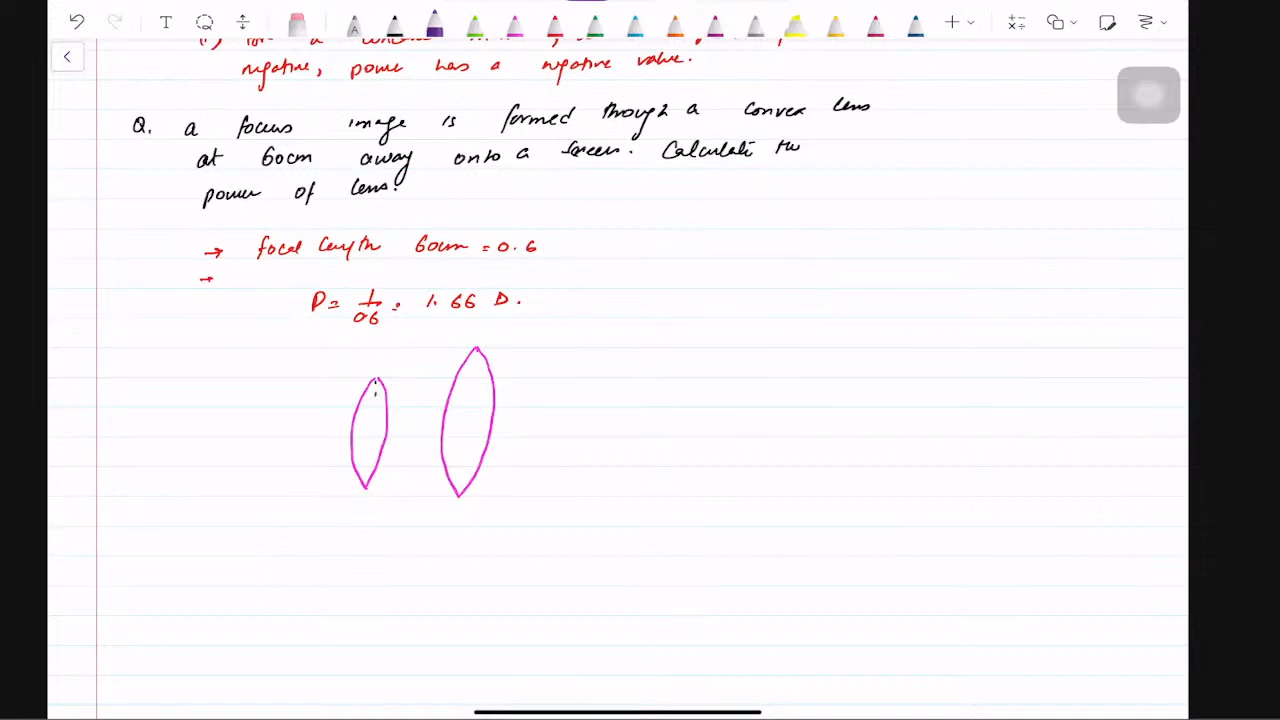 negative, power has a negative value.
Q. a focus image is formed through a convex lens
at 60cm away onto a screen. Calculate the
power of lens?
→ focal length 60cm = 0.6
→
P = 1/0.6 = 1.66 D.